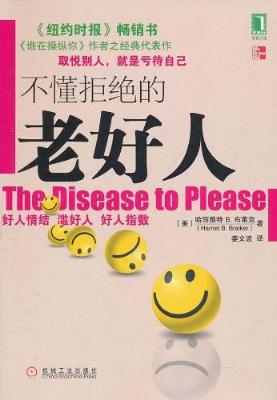 《纽约时报》畅销书
《谁在操纵你》作者之经典代表作
取悦别人,就是亏待自己
不懂拒绝的
老好人
The Disease to Please
好人情结 滥好人 好人指数
(美) 哈丽雅特 B. 布莱克 著
(Harriet B. Braiker)
姜文波 译
机械工业出版社
China Machine Press